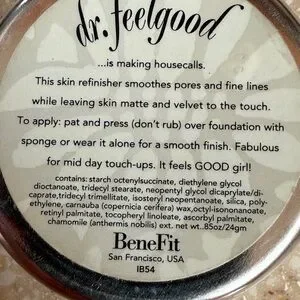 dr.feelgood
...is making housecalls.
This skin refinisher smoothes pores and fine lines
while leaving skin matte and velvet to the touch.
To apply: pat and press (don't rub) over foundation with
sponge or wear it alone for a smooth finish. Fabulous
for mid day touch-ups. It feels GOOD girl!
contains: starch octenylsuccinate, diethylene glycol
dioctanoate, tridecyl stearate, neopentyl glycol dicaprylate/di-
caprate,tridecyl trimellitate, isosteryl neopentanoate, silica, poly-
ethylene, carnauba (copernicia cerifera) wax,octyl-isononanoate,
retinyl palmitate, tocopheryl linoleate, ascorbyl palmitate,
chamomile (anthermis nobilis) ext. net wt..85oz/24gm
BeneFit
San Francisco, USA
IB54